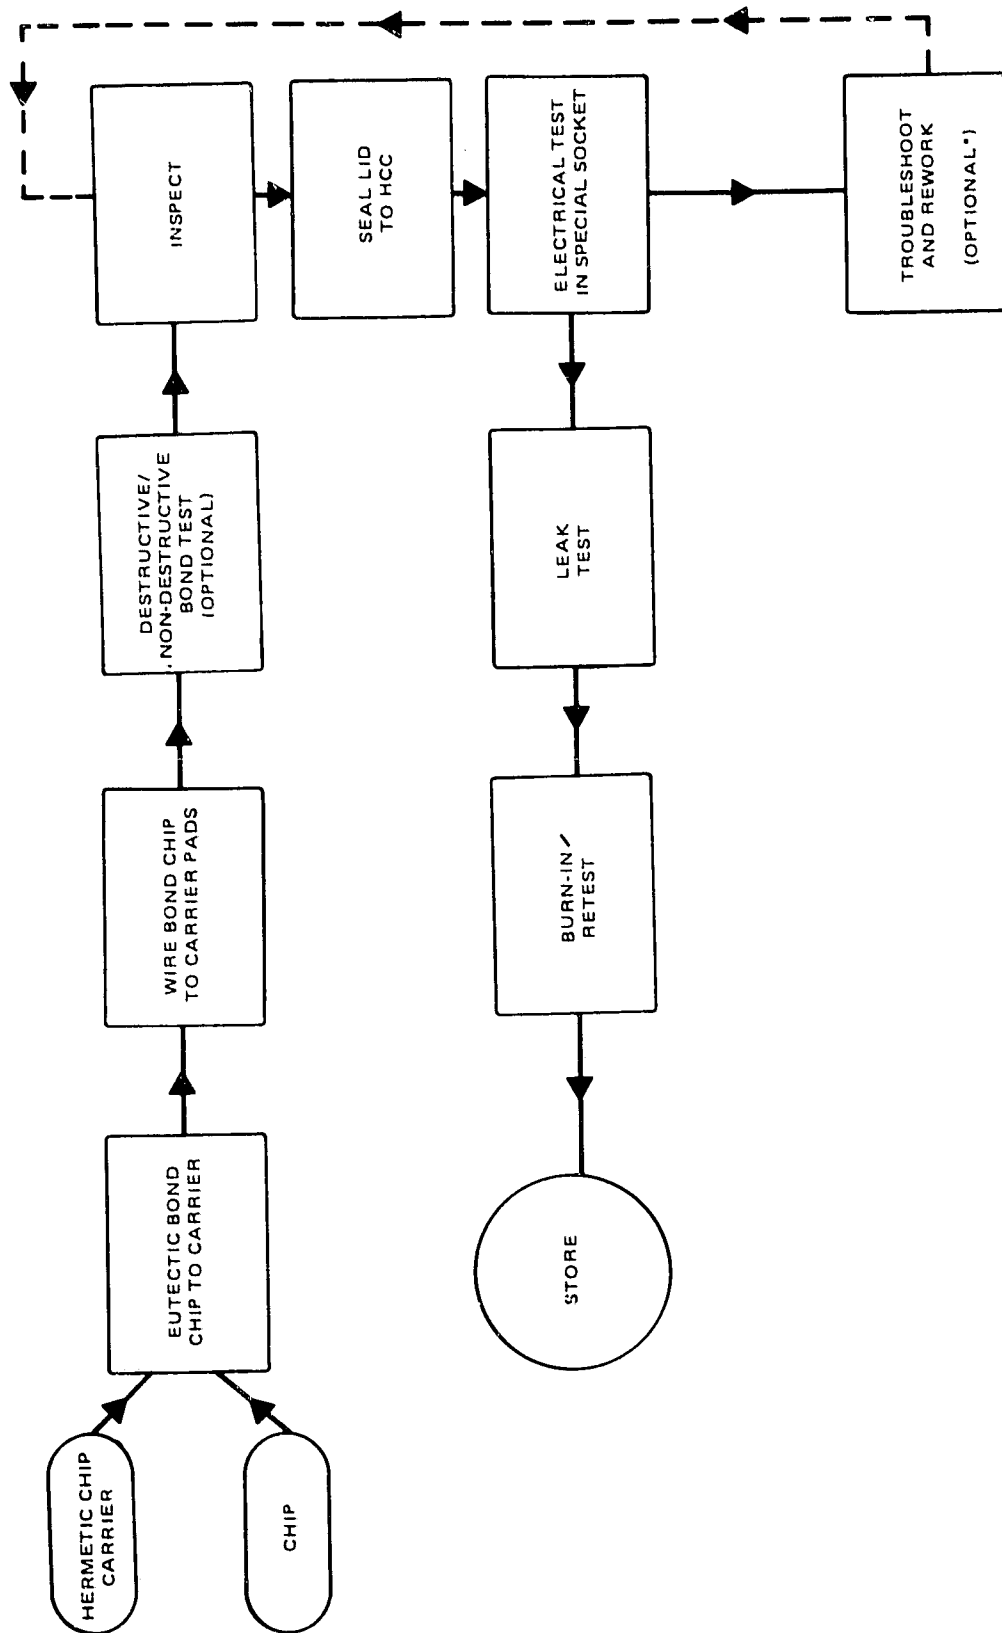 HERMETIC CHIP
CARRIER
CHIP
EUTECTIC BOND
CHIP TO CARRIER
WIRE BOND CHIP
TO CARRIER PADS
DESTRUCTIVE/
NON-DESTRUCTIVE
BOND TEST
(OPTIONAL)
INSPECT
SEAL LID
TO HCC
ELECTRICAL TEST
IN SPECIAL SOCKET
TROUBLESHOOT
AND REWORK
(OPTIONAL*)
LEAK
TEST
BURN-IN/
RETEST
STORE